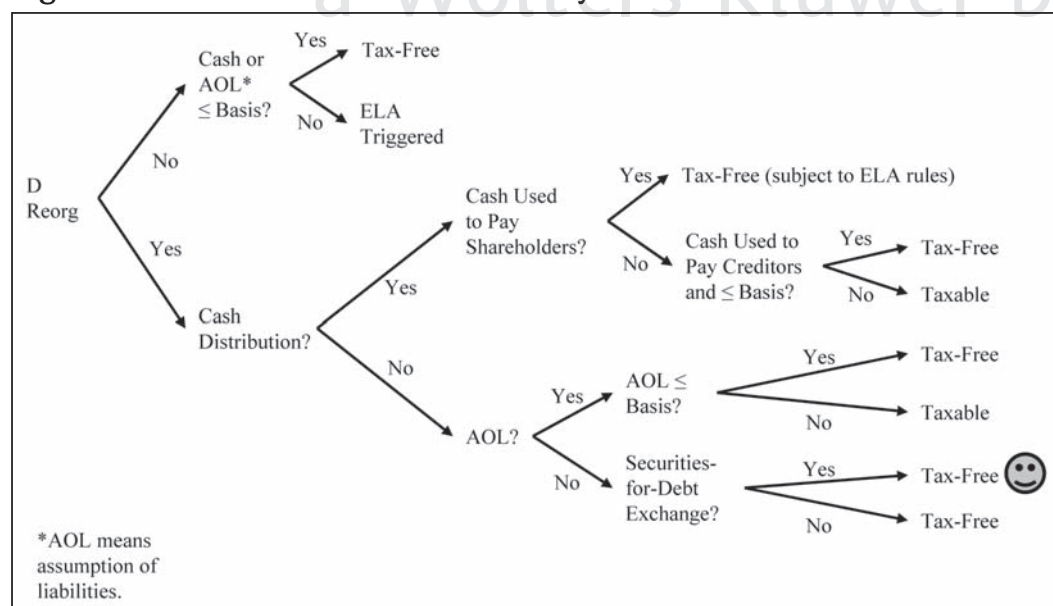 a Wolters Kluwer b
D
Reorg
No
Yes
Cash or
AOL*
≤ Basis?
Yes
No
Tax-Free
ELA
Triggered
Cash
Distribution?
Yes
No
Cash Used
to Pay
Shareholders?
Yes
No
Tax-Free (subject to ELA rules)
Cash Used to
Pay Creditors
and ≤ Basis?
Yes
No
Tax-Free
Taxable
AOL?
Yes
No
AOL ≤
Basis?
Yes
No
Tax-Free
Taxable
Securities-
for-Debt
Exchange?
Yes
No
Tax-Free
Tax-Free
*AOL means
assumption of
liabilities.